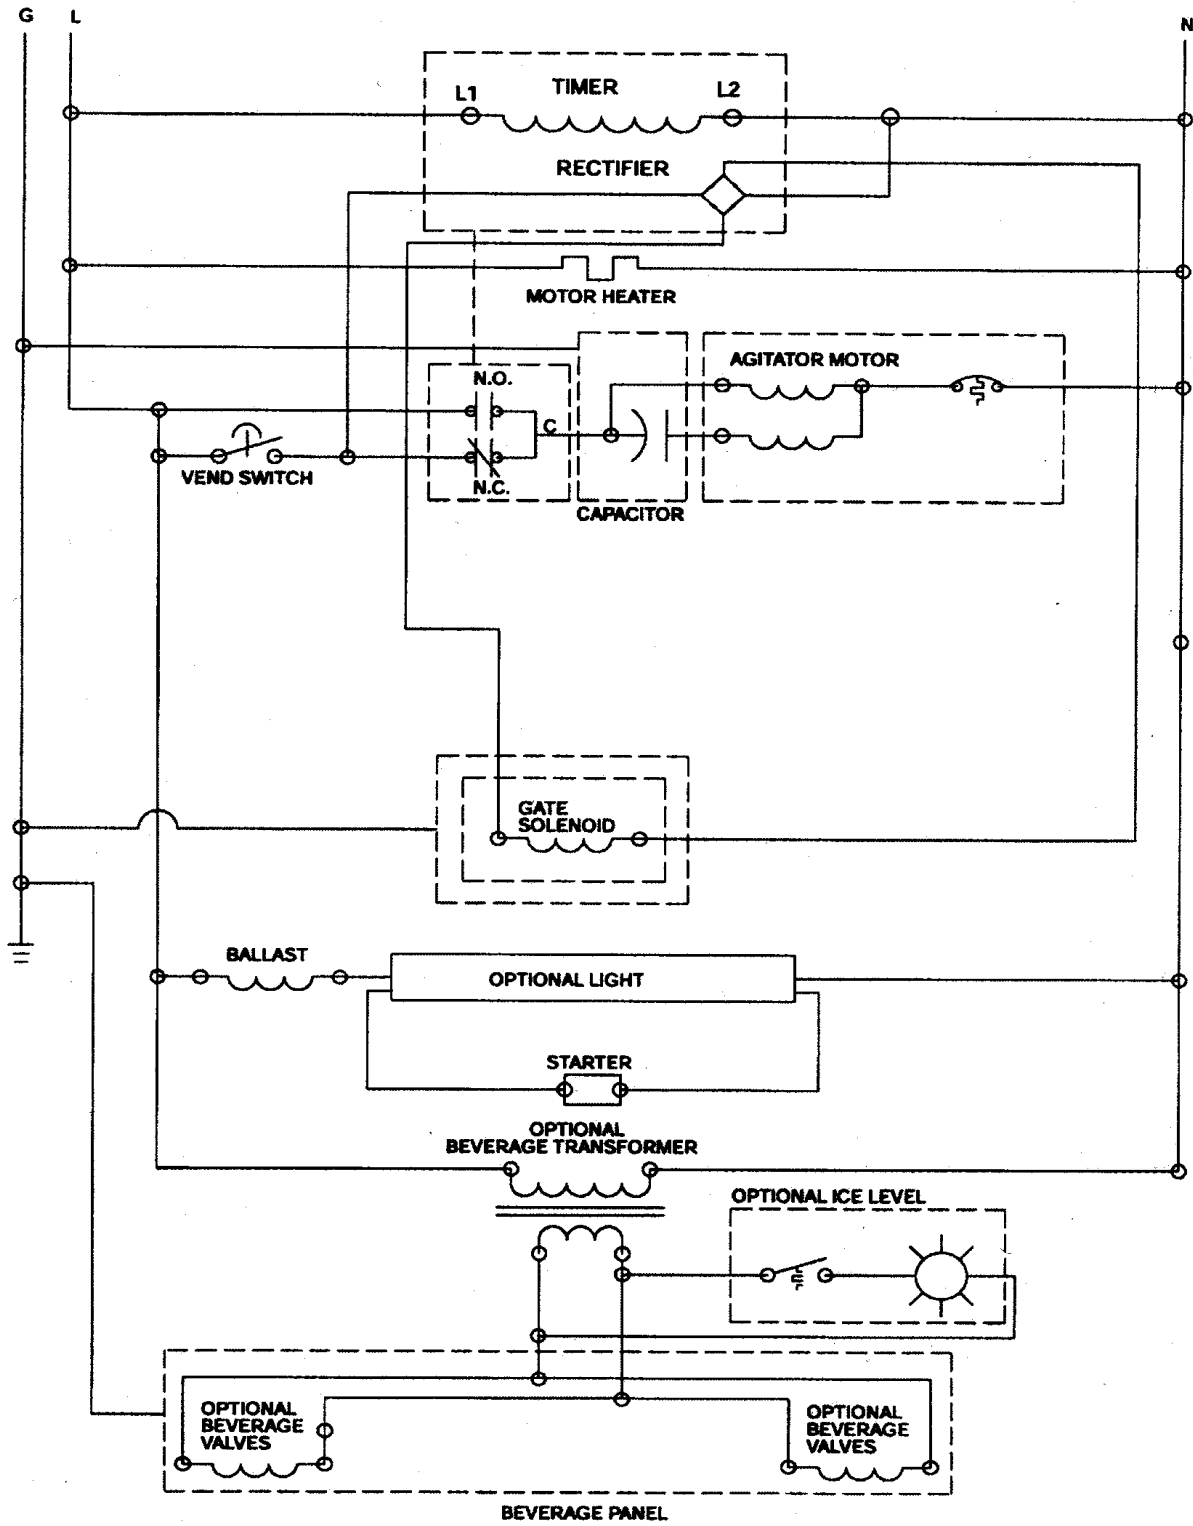 G
L
N
TIMER
L1
L2
RECTIFIER
MOTOR HEATER
AGITATOR MOTOR
N.O.
C
VEND SWITCH
N.C.
CAPACITOR
GATE
SOLENOID
BALLAST
OPTIONAL LIGHT
STARTER
OPTIONAL
BEVERAGE TRANSFORMER
OPTIONAL ICE LEVEL
OPTIONAL
BEVERAGE
VALVES
OPTIONAL
BEVERAGE
VALVES
BEVERAGE PANEL